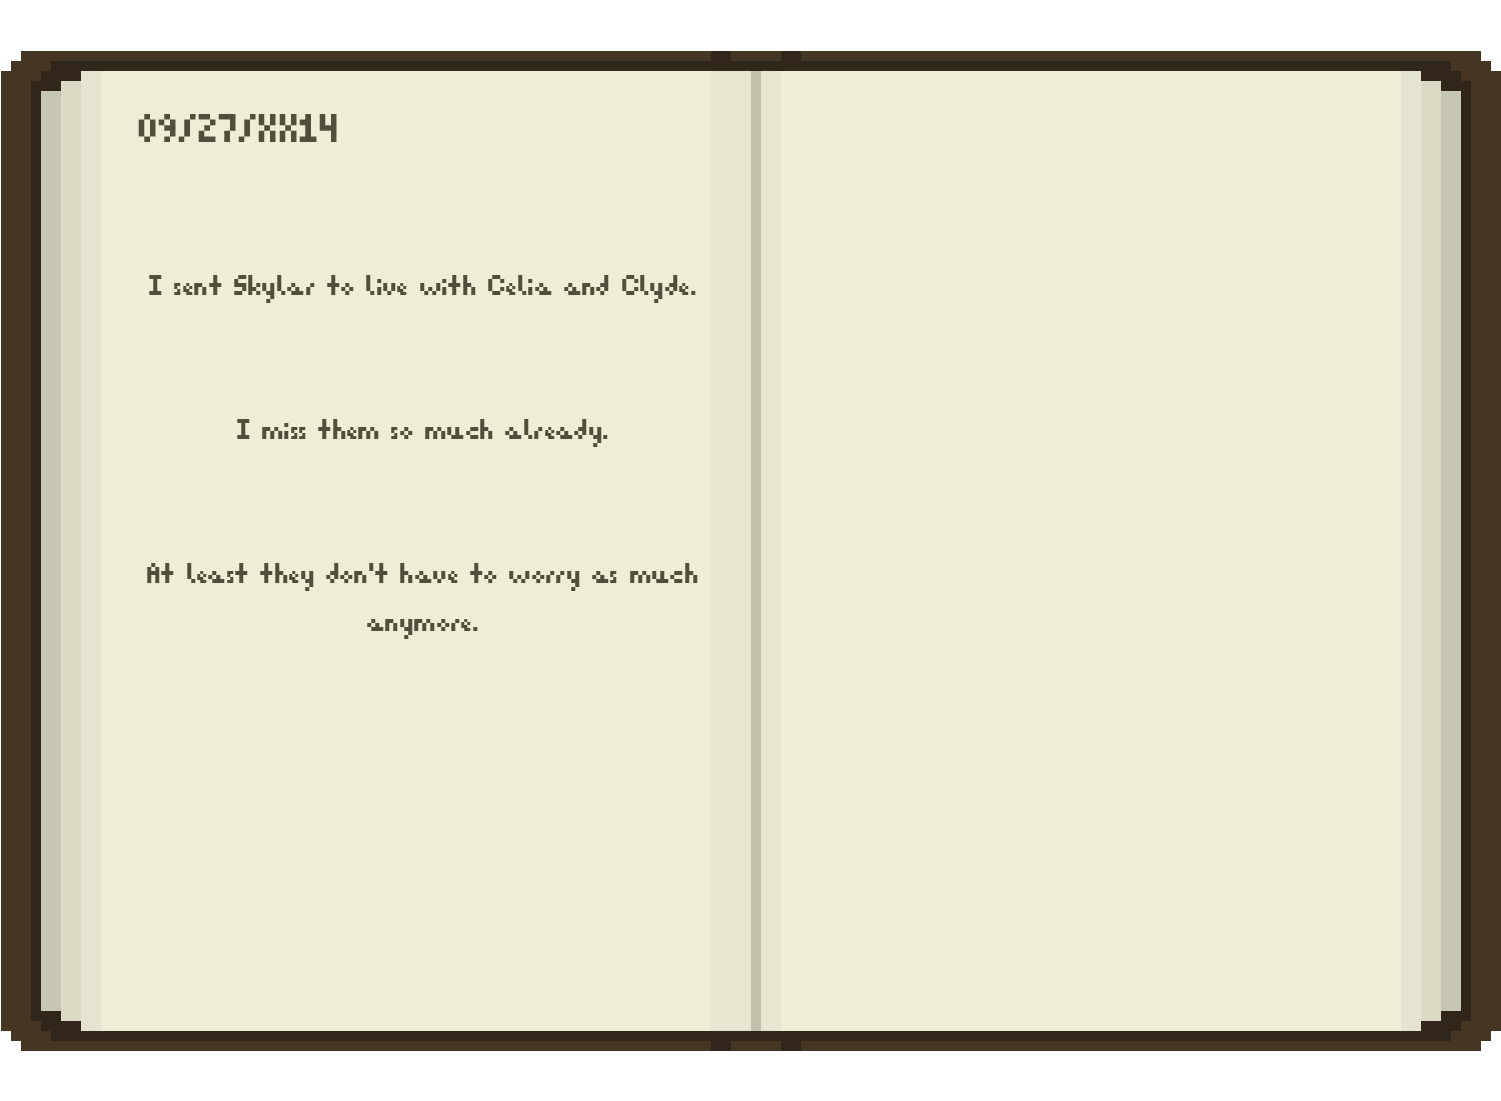 09/27/XX14
I sent Skylar to live with Celia and Clyde.
I miss them so much already.
At least they don't have to worry as much
anymore.